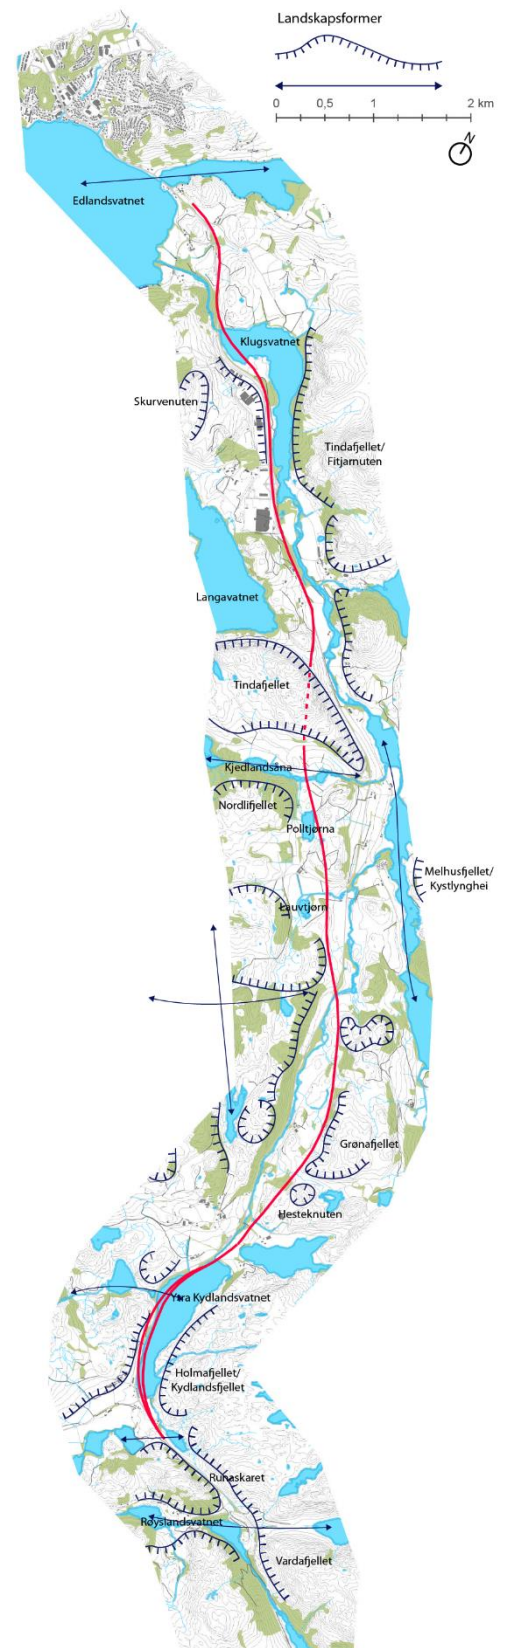 Landskapsformer
0 0,5 1 2 km
N
Edlandsvatnet
Klugsvatnet
Skurvenuten
Tindafjellet/
Fitjarnuten
Langavatnet
Tindafjellet
Kjedlandsåna
Nordlifjellet
Polltjørna
Melhusfjellet/
Kystlynghei
Lauvtjørn
Grønafjellet
Hesteknuten
Ytra Kydlandsvatnet
Holmafjellet/
Kydlandsfjellet
Runaskaret
Røyslandsvatnet
Vardafjellet